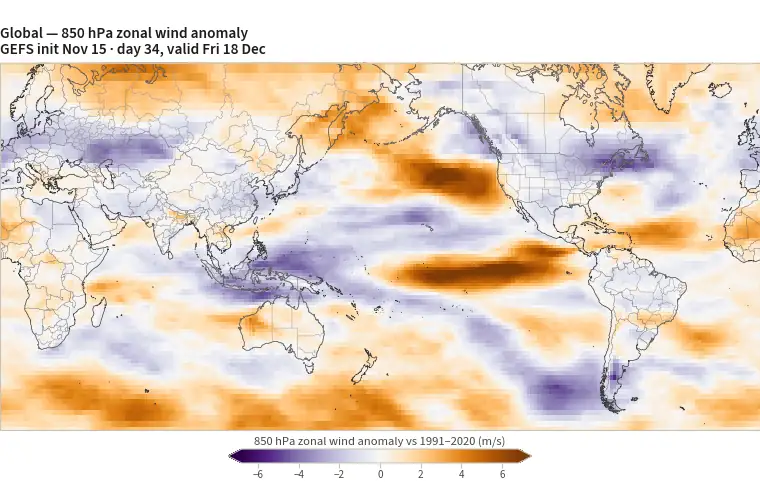 Global — 850 hPa zonal wind anomaly
GEFS init Nov 15 · day 34, valid Fri 18 Dec
850 hPa zonal wind anomaly vs 1991–2020 (m/s)
−6 −4 −2 0 2 4 6